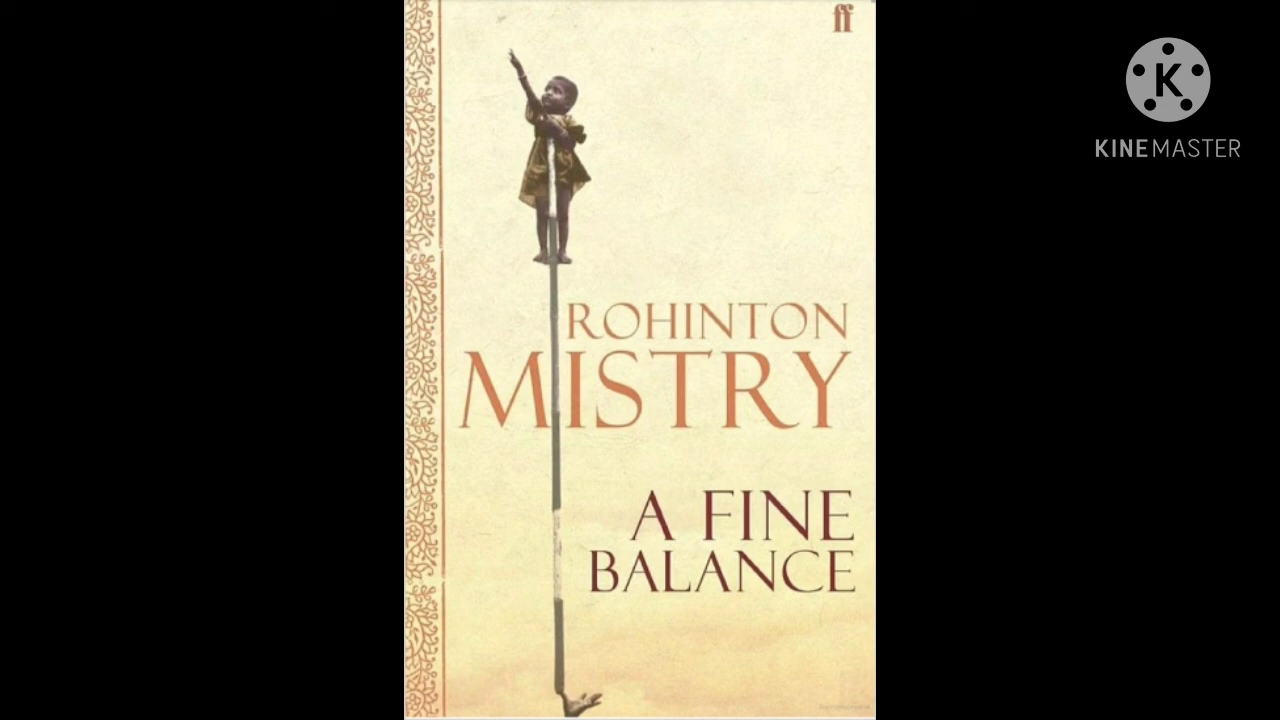 ff
K
KINEMASTER
ROHINTON
MISTRY
A FINE
BALANCE